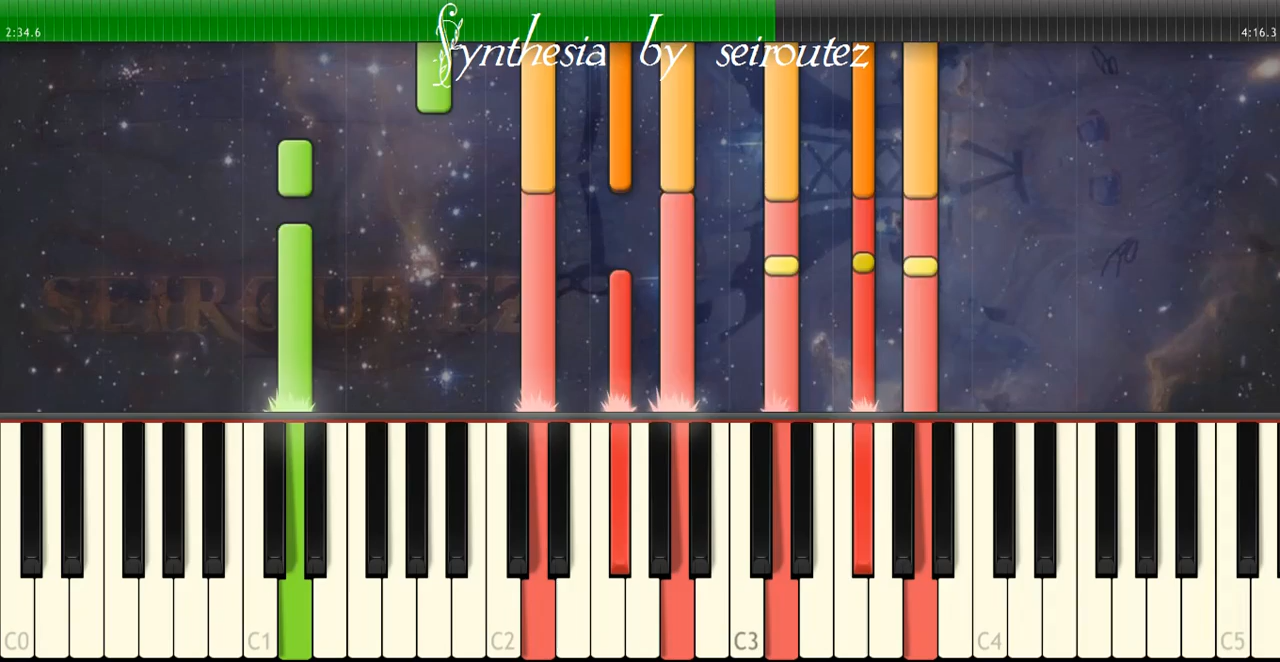 2:34.6
4:16.3
Synthesia by seiroutez
SEIROUTEZ
C0
C1
C2
C3
C4
C5